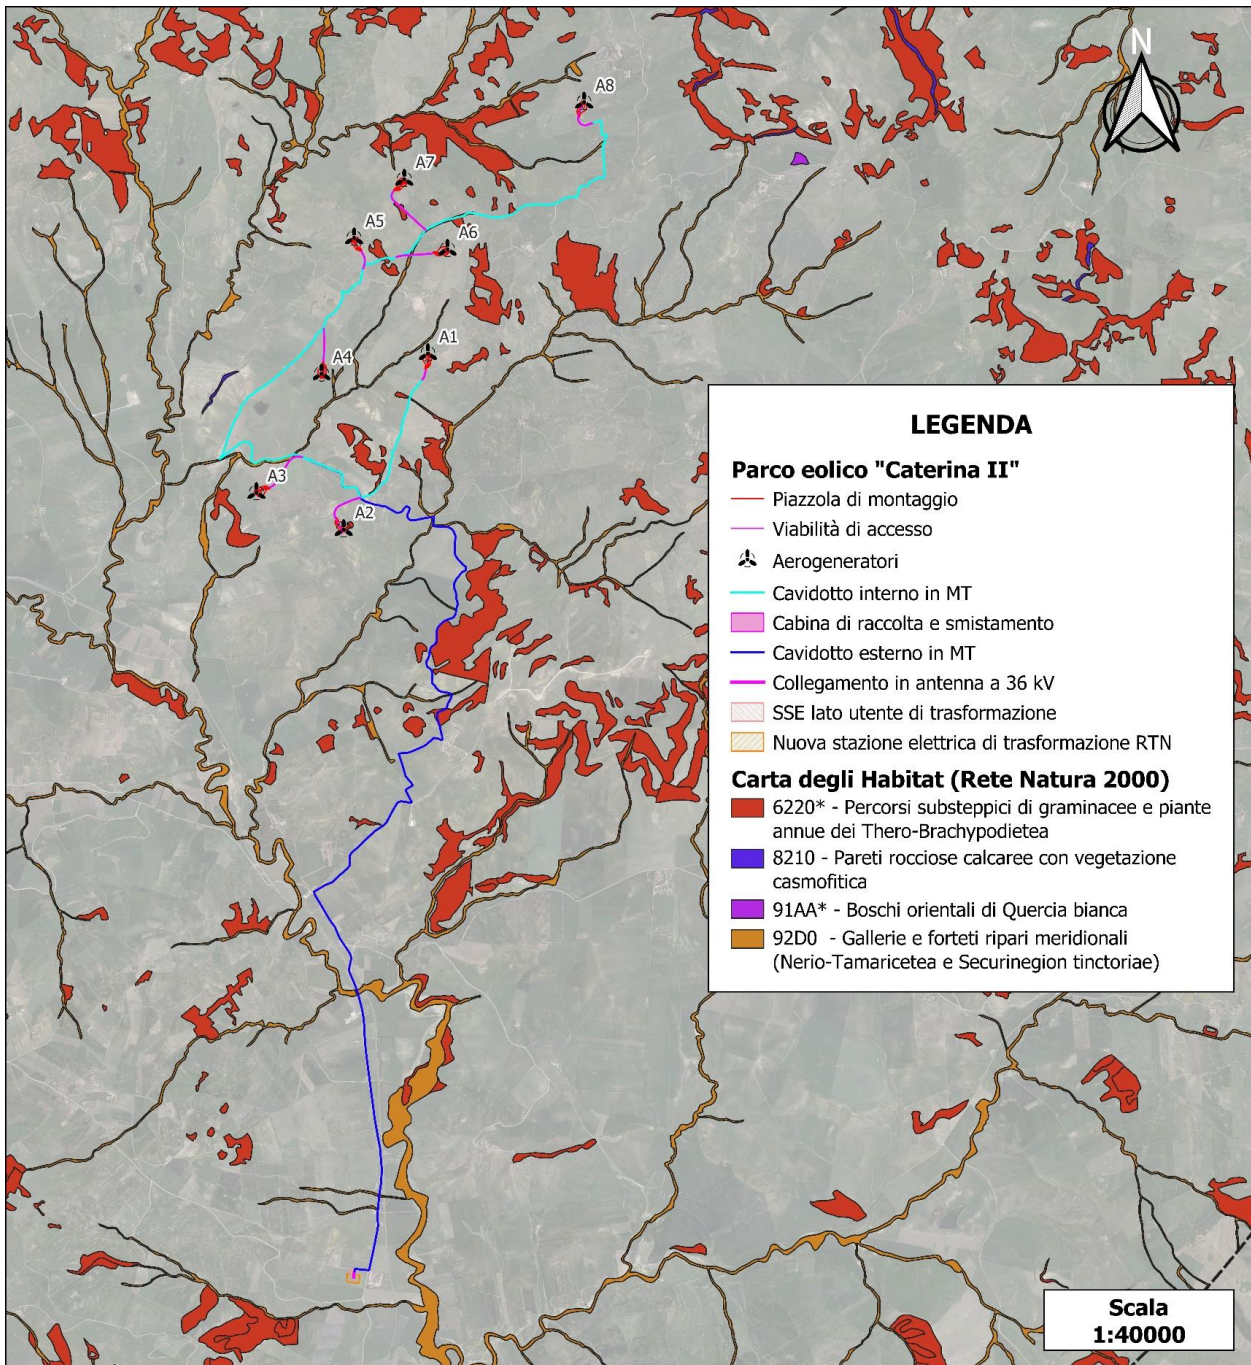 N
A8
A7
A5
A6
A1
A4
A3
A2
LEGENDA
Parco eolico "Caterina II"
Piazzola di montaggio
Viabilità di accesso
Aerogeneratori
Cavidotto interno in MT
Cabina di raccolta e smistamento
Cavidotto esterno in MT
Collegamento in antenna a 36 kV
SSE lato utente di trasformazione
Nuova stazione elettrica di trasformazione RTN
Carta degli Habitat (Rete Natura 2000)
6220* - Percorsi substeppici di graminacee e piante
annue dei Thero-Brachypodietea
8210 - Pareti rocciose calcaree con vegetazione
casmofitica
91AA* - Boschi orientali di Quercia bianca
92D0 - Gallerie e forteti ripari meridionali
(Nerio-Tamaricetea e Securinegion tinctoriae)
Scala
1:40000